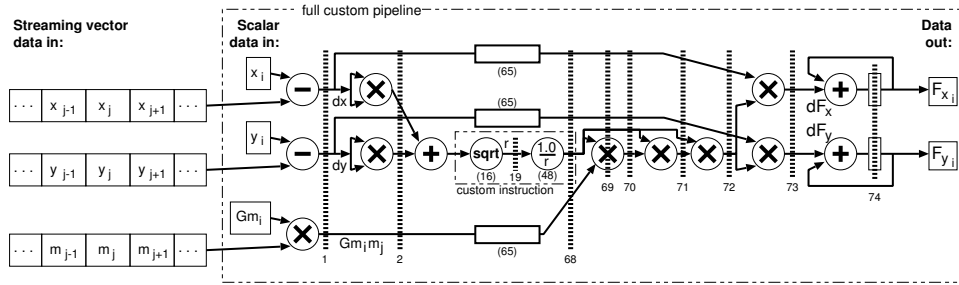 full custom pipeline
Streaming vector data in:
Scalar data in:
Data out:
x i
(65)
F x i
· · · x j-1 x j x j+1 · · ·
dx
dF x
(65)
y i
dF y
· · · y j-1 y j y j+1 · · ·
dy
sqrt r 1.0 r
(16) 19 (48)
custom instruction
F y i
69 70 71 72 73 74
Gm i
Gm i m j
(65)
· · · m j-1 m j m j+1 · · ·
1 2 68